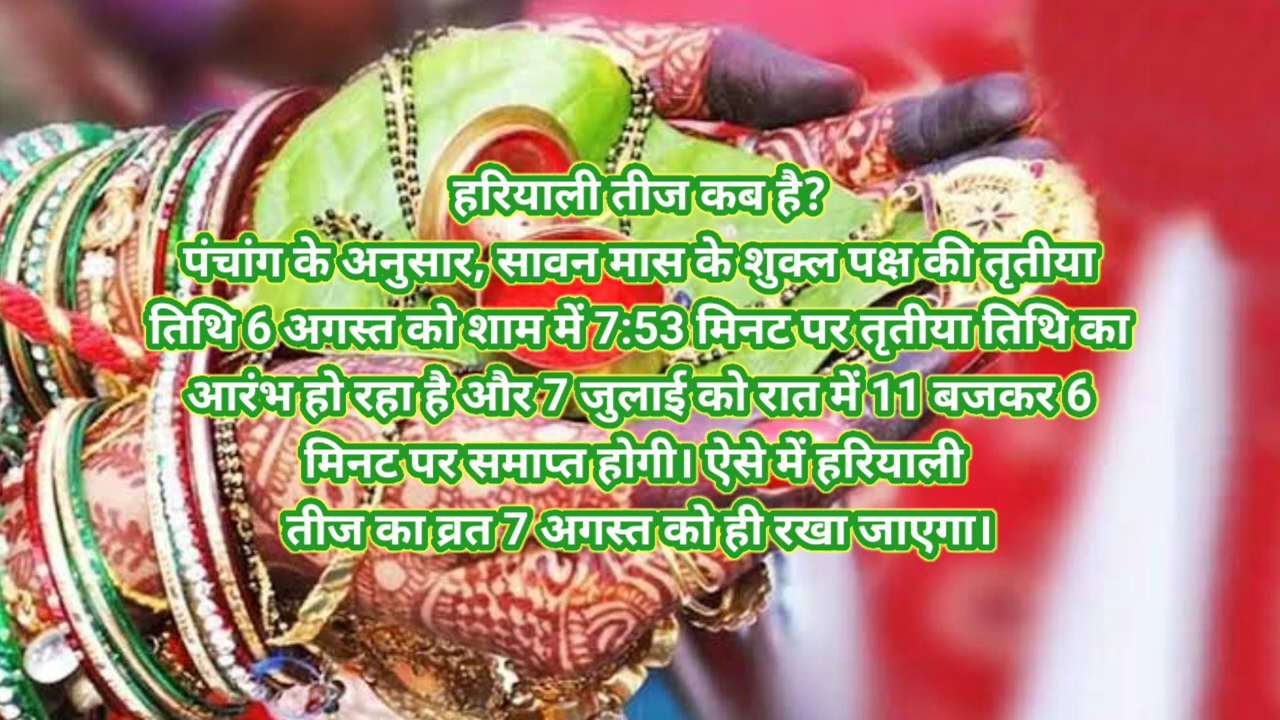 हरियाली तीज कब है?
पंचांग के अनुसार, सावन मास के शुक्ल पक्ष की तृतीया
तिथि 6 अगस्त को शाम में 7:53 मिनट पर तृतीया तिथि का
आरंभ हो रहा है और 7 जुलाई को रात में 11 बजकर 6
मिनट पर समाप्त होगी। ऐसे में हरियाली
तीज का व्रत 7 अगस्त को ही रखा जाएगा।